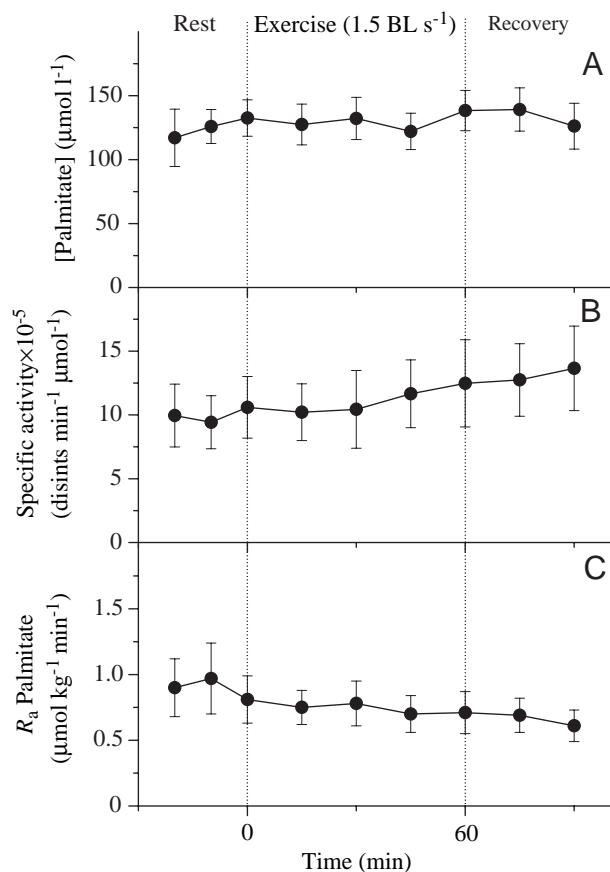 Rest Exercise (1.5 BL s⁻¹) Recovery
A
[Palmitate] (μmol l⁻¹)
150
100
50
0
B
Specific activity×10⁻⁵
(disints min⁻¹ μmol⁻¹)
15
10
5
0
C
Rₐ Palmitate
(μmol kg⁻¹ min⁻¹)
1.5
1.0
0.5
0
0 60
Time (min)